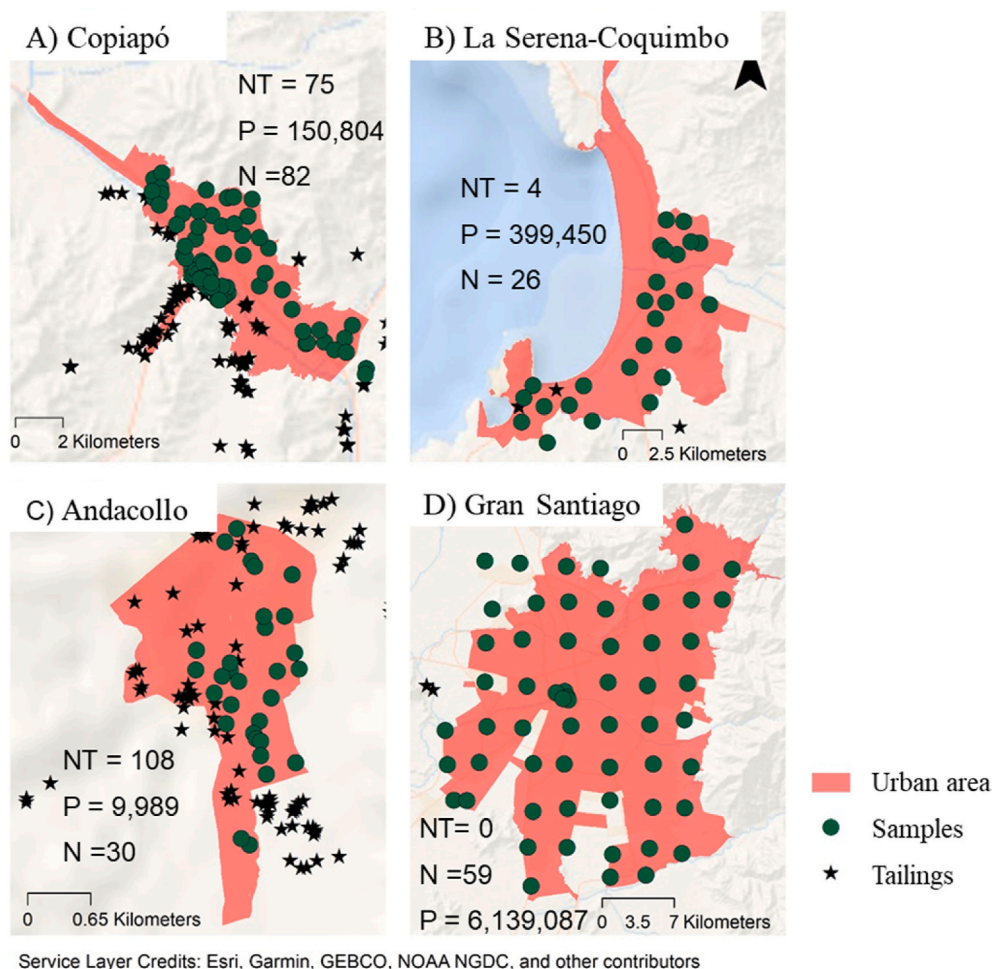 A) Copiapó
NT = 75
P = 150,804
N =82
0 2 Kilometers
B) La Serena-Coquimbo
NT = 4
P = 399,450
N = 26
0 2.5 Kilometers
C) Andacollo
NT = 108
P = 9,989
N =30
0 0.65 Kilometers
D) Gran Santiago
NT= 0
N =59
P = 6,139,087
0 3.5 7 Kilometers
Urban area
Samples
Tailings
Service Layer Credits: Esri, Garmin, GEBCO, NOAA NGDC, and other contributors